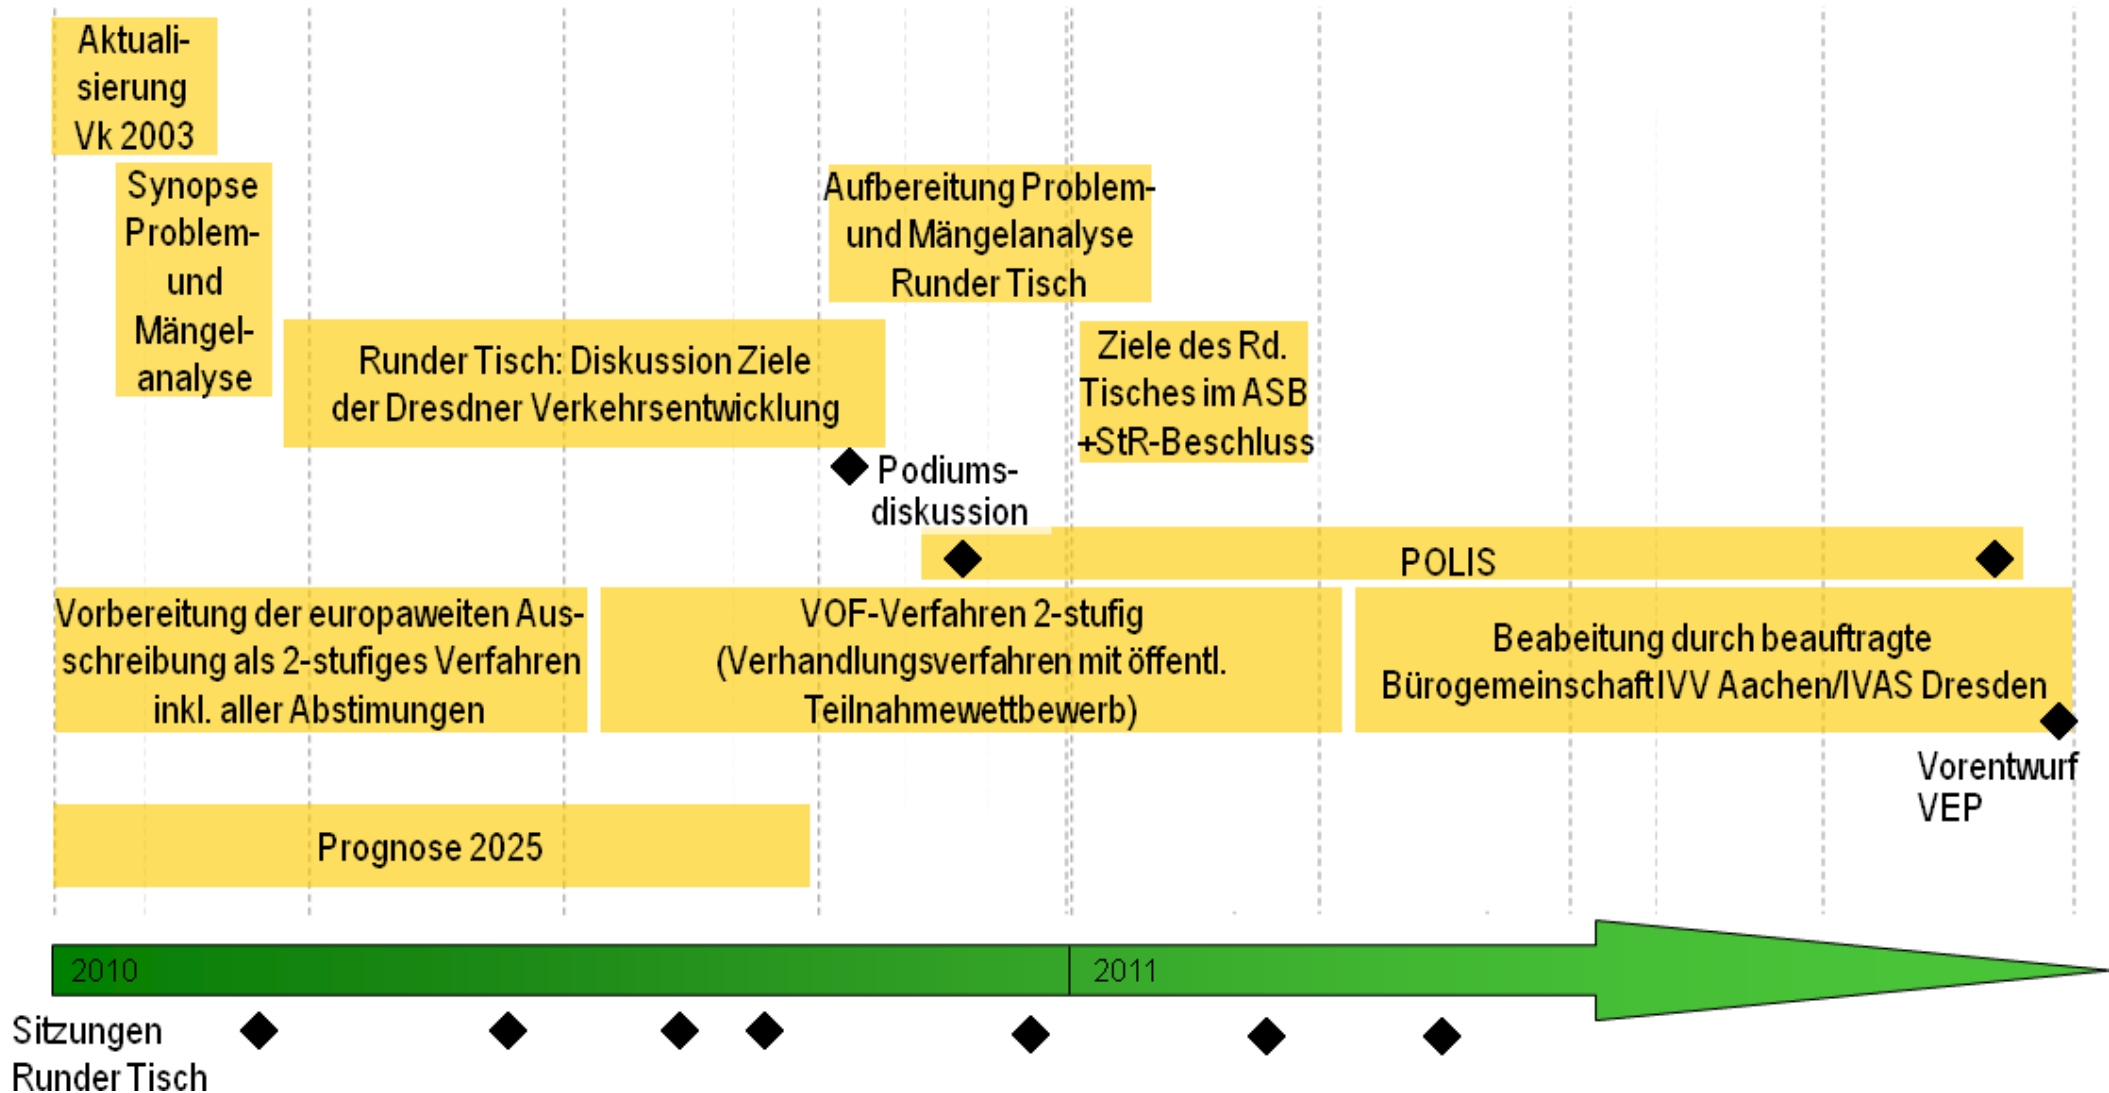 Aktuali-
sierung
Vk 2003
Synopse
Problem-
und
Mängel-
analyse
Aufbereitung Problem-
und Mängelanalyse
Runder Tisch
Runder Tisch: Diskussion Ziele
der Dresdner Verkehrsentwicklung
Ziele des Rd.
Tisches im ASB
+StR-Beschluss
Podiums-
diskussion
POLIS
Vorbereitung der europaweiten Aus-
schreibung als 2-stufiges Verfahren
inkl. aller Abstimungen
VOF-Verfahren 2-stufig
(Verhandlungsverfahren mit öffentl.
Teilnahmewettbewerb)
Beabeitung durch beauftragte
Bürogemeinschaft IVV Aachen/IVAS Dresden
Vorentwurf
VEP
Prognose 2025
2010
2011
Sitzungen
Runder Tisch